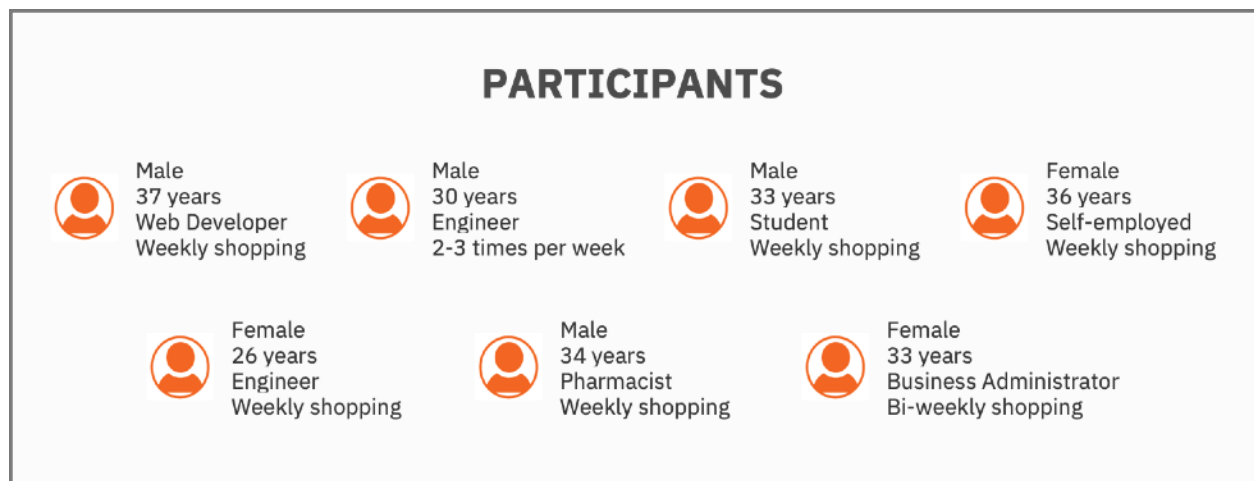 PARTICIPANTS
Male
37 years
Web Developer
Weekly shopping
Male
30 years
Engineer
2-3 times per week
Male
33 years
Student
Weekly shopping
Female
36 years
Self-employed
Weekly shopping
Female
26 years
Engineer
Weekly shopping
Male
34 years
Pharmacist
Weekly shopping
Female
33 years
Business Administrator
Bi-weekly shopping